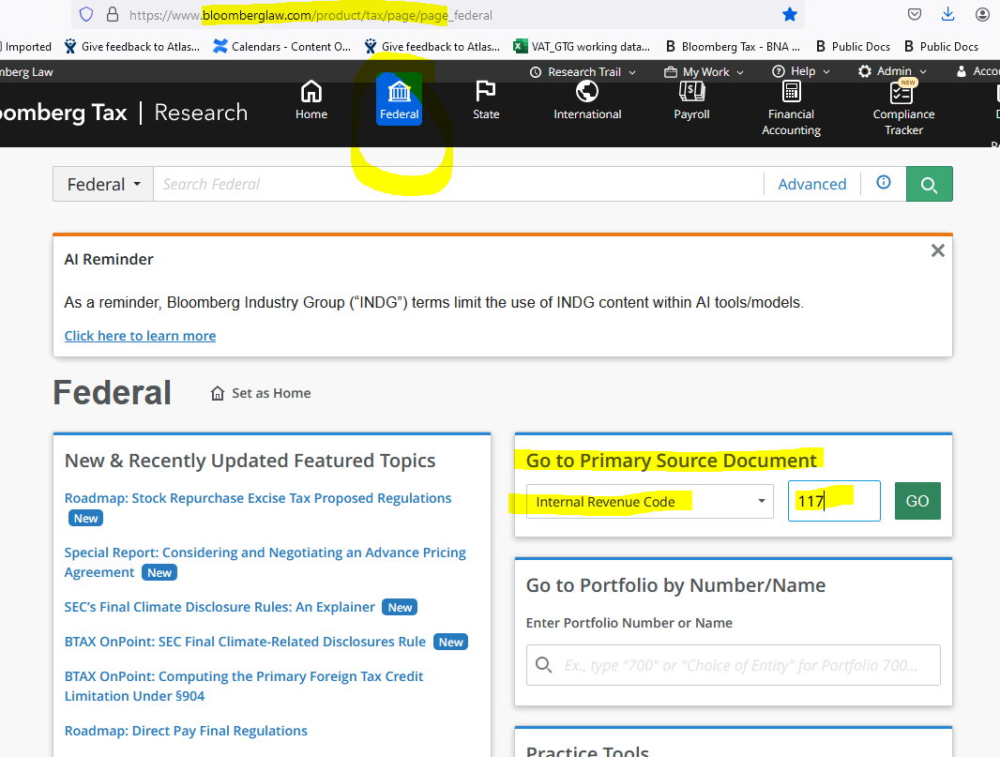 https://www.bloomberglaw.com/product/tax/page/page_federal
Imported Give feedback to Atlas... Calendars - Content O... Give feedback to Atlas... VAT_GTG working data... Bloomberg Tax - BNA ... Public Docs Public Docs
mberg Law Research Trail My Work Help Admin Accou
oomberg Tax | Research
Home
Federal
State
International
Payroll
Financial
Accounting
NEW
Compliance
Tracker
Federal Search Federal Advanced
AI Reminder
As a reminder, Bloomberg Industry Group (“INDG”) terms limit the use of INDG content within AI tools/models.
Click here to learn more
Federal Set as Home
New & Recently Updated Featured Topics
Roadmap: Stock Repurchase Excise Tax Proposed Regulations
New
Special Report: Considering and Negotiating an Advance Pricing
Agreement New
SEC’s Final Climate Disclosure Rules: An Explainer New
BTAX OnPoint: SEC Final Climate-Related Disclosures Rule New
BTAX OnPoint: Computing the Primary Foreign Tax Credit
Limitation Under §904
Roadmap: Direct Pay Final Regulations
Go to Primary Source Document
Internal Revenue Code 117 GO
Go to Portfolio by Number/Name
Enter Portfolio Number or Name
Ex., type "700" or "Choice of Entity" for Portfolio 700...
Practice Tools